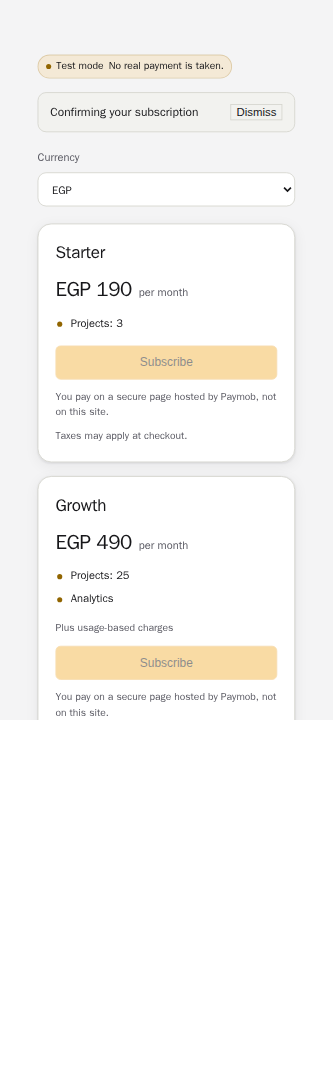 Test mode No real payment is taken.
Confirming your subscription Dismiss
Currency
EGP
Starter
EGP 190 per month
Projects: 3
Subscribe
You pay on a secure page hosted by Paymob, not
on this site.
Taxes may apply at checkout.
Growth
EGP 490 per month
Projects: 25
Analytics
Plus usage-based charges
Subscribe
You pay on a secure page hosted by Paymob, not
on this site.